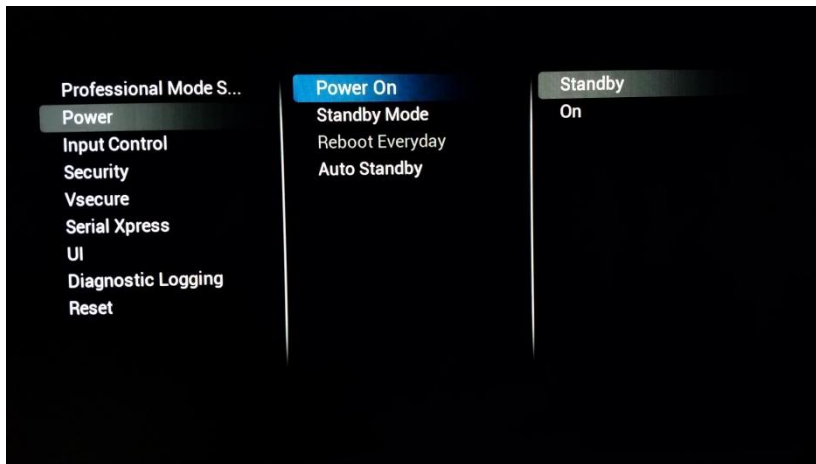 Professional Mode S...
Power
Input Control
Security
Vsecure
Serial Xpress
UI
Diagnostic Logging
Reset
Power On
Standby Mode
Reboot Everyday
Auto Standby
Standby
On